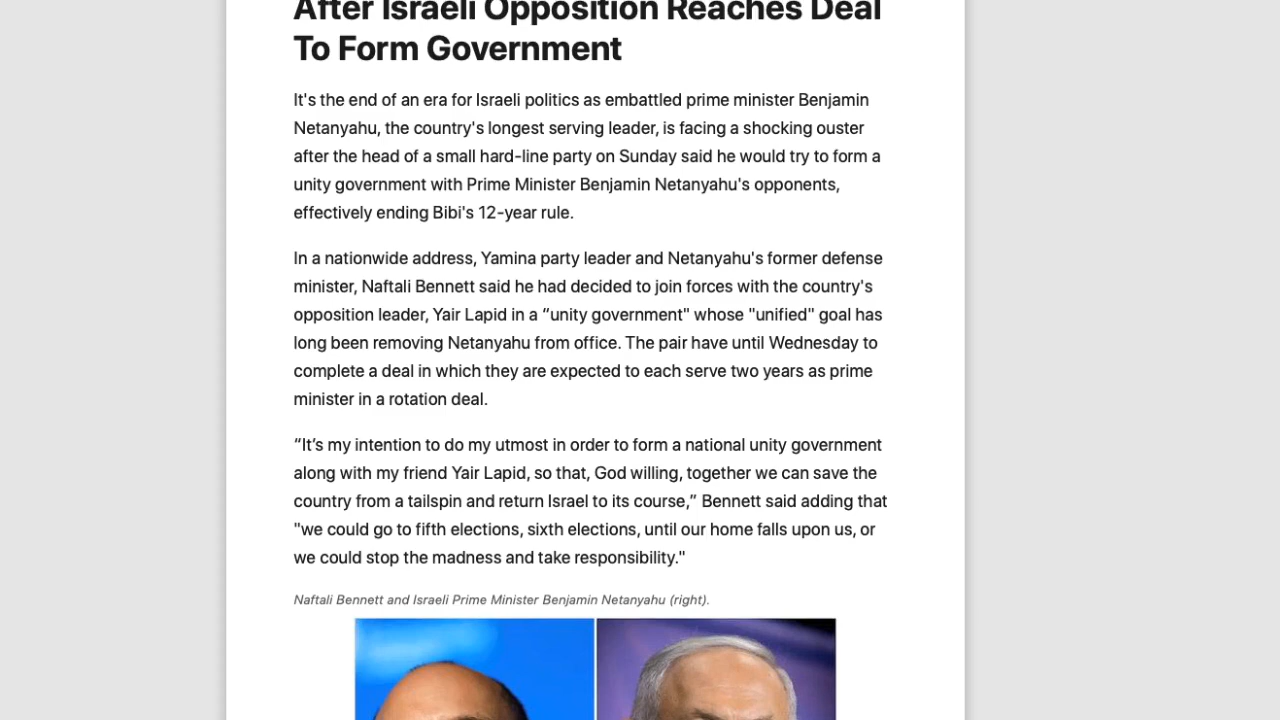 After Israeli Opposition Reaches Deal
To Form Government
It's the end of an era for Israeli politics as embattled prime minister Benjamin
Netanyahu, the country's longest serving leader, is facing a shocking ouster
after the head of a small hard-line party on Sunday said he would try to form a
unity government with Prime Minister Benjamin Netanyahu's opponents,
effectively ending Bibi's 12-year rule.
In a nationwide address, Yamina party leader and Netanyahu's former defense
minister, Naftali Bennett said he had decided to join forces with the country's
opposition leader, Yair Lapid in a “unity government" whose "unified" goal has
long been removing Netanyahu from office. The pair have until Wednesday to
complete a deal in which they are expected to each serve two years as prime
minister in a rotation deal.
“It’s my intention to do my utmost in order to form a national unity government
along with my friend Yair Lapid, so that, God willing, together we can save the
country from a tailspin and return Israel to its course,” Bennett said adding that
"we could go to fifth elections, sixth elections, until our home falls upon us, or
we could stop the madness and take responsibility."
Naftali Bennett and Israeli Prime Minister Benjamin Netanyahu (right).